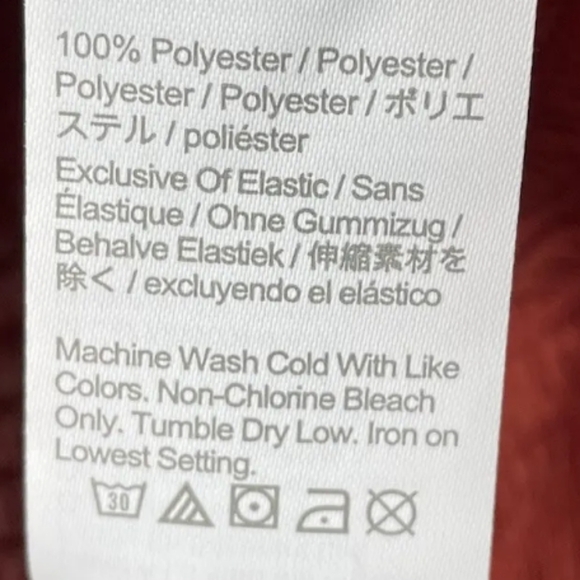 100% Polyester / Polyester /
Polyester / Polyester / ポリエ
ステル / poliéster
Exclusive Of Elastic / Sans
Élastique / Ohne Gummizug /
Behalve Elastiek / 伸縮素材を
除く / excluyendo el elástico
Machine Wash Cold With Like
Colors. Non-Chlorine Bleach
Only. Tumble Dry Low. Iron on
Lowest Setting.
30